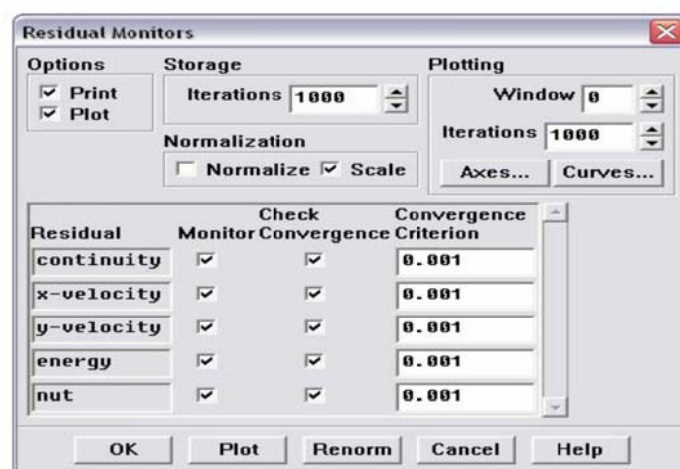 Residual Monitors
Options
Print
Plot
Storage
Iterations 1000
Normalization
Normalize Scale
Plotting
Window 0
Iterations 1000
Axes... Curves...
Residual Monitor Check Convergence Convergence Criterion
continuity 0.001
x-velocity 0.001
y-velocity 0.001
energy 0.001
nut 0.001
OK Plot Renorm Cancel Help